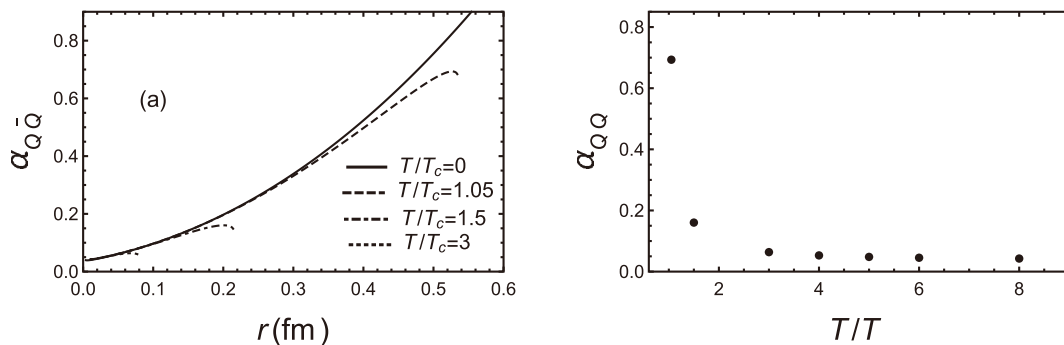 0.8
0.6
0.4
0.2
0.0
α_{QQ̄}
(a)
T/T_c=0
T/T_c=1.05
T/T_c=1.5
T/T_c=3
0.0 0.1 0.2 0.3 0.4 0.5 0.6
r(fm)
0.8
0.6
0.4
0.2
0.0
α_{QQ}
2 4 6 8
T/T